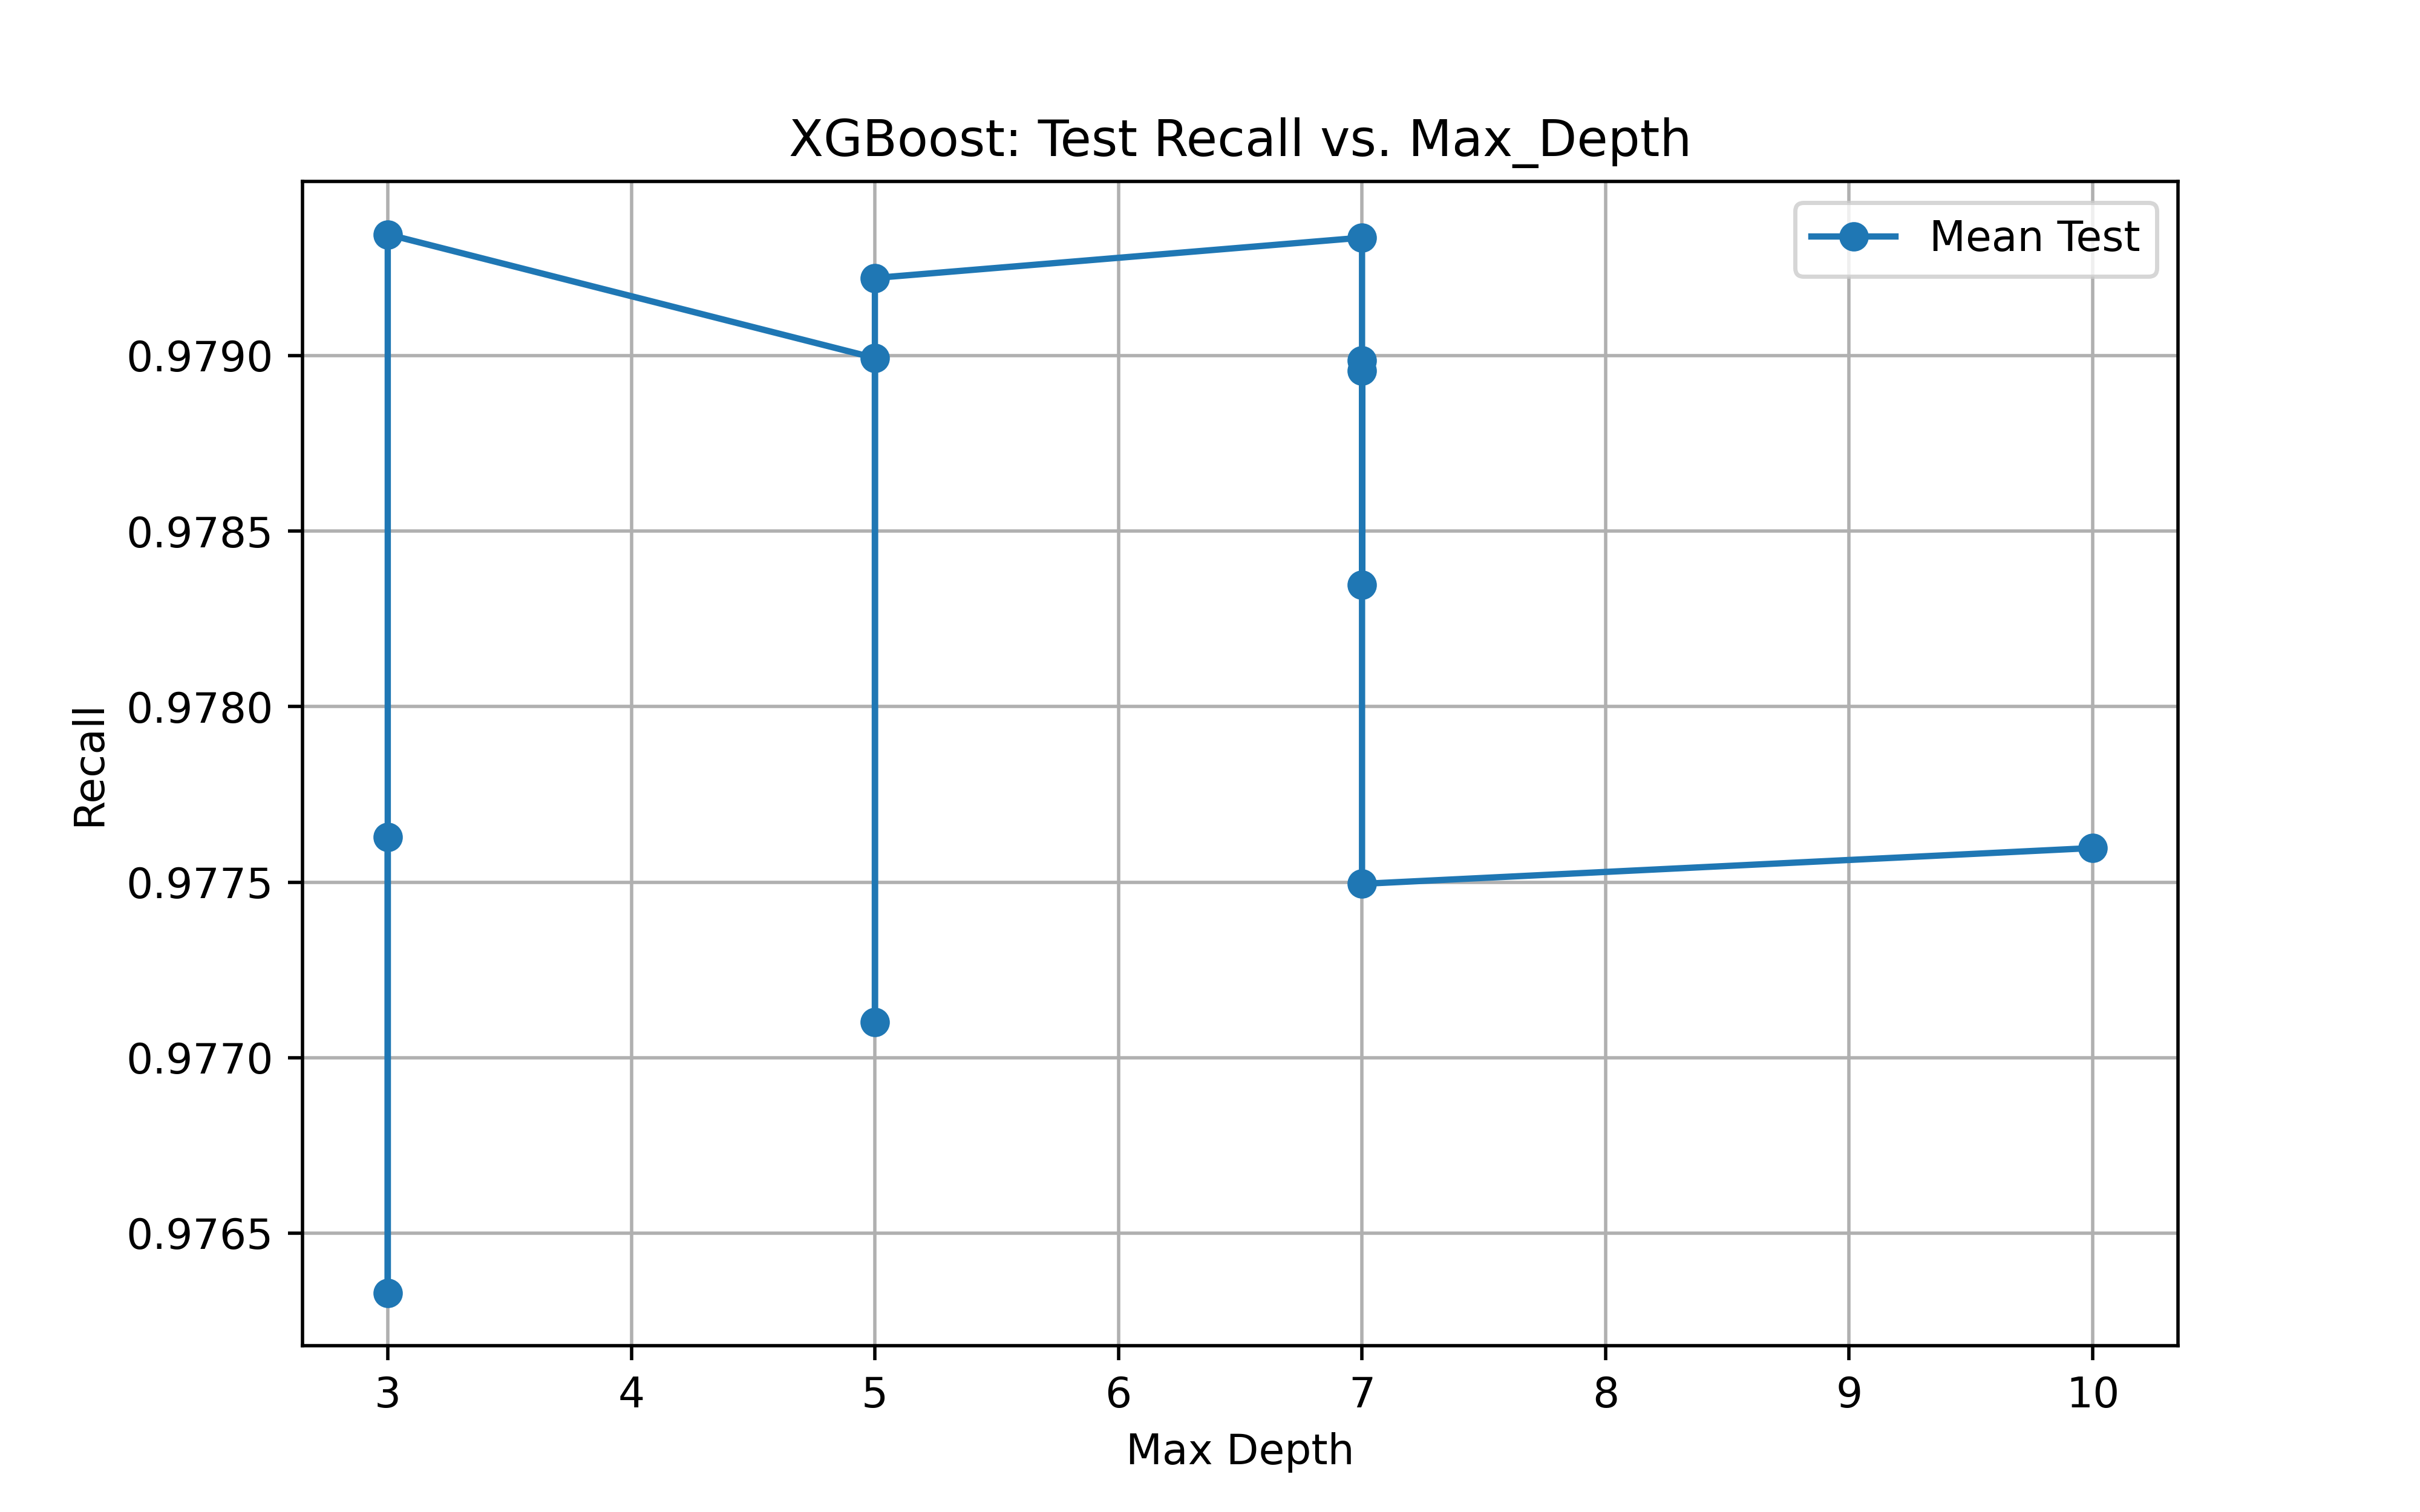 XGBoost: Test Recall vs. Max_Depth
Mean Test
Recall
0.9790
0.9785
0.9780
0.9775
0.9770
0.9765
3 4 5 6 7 8 9 10
Max Depth